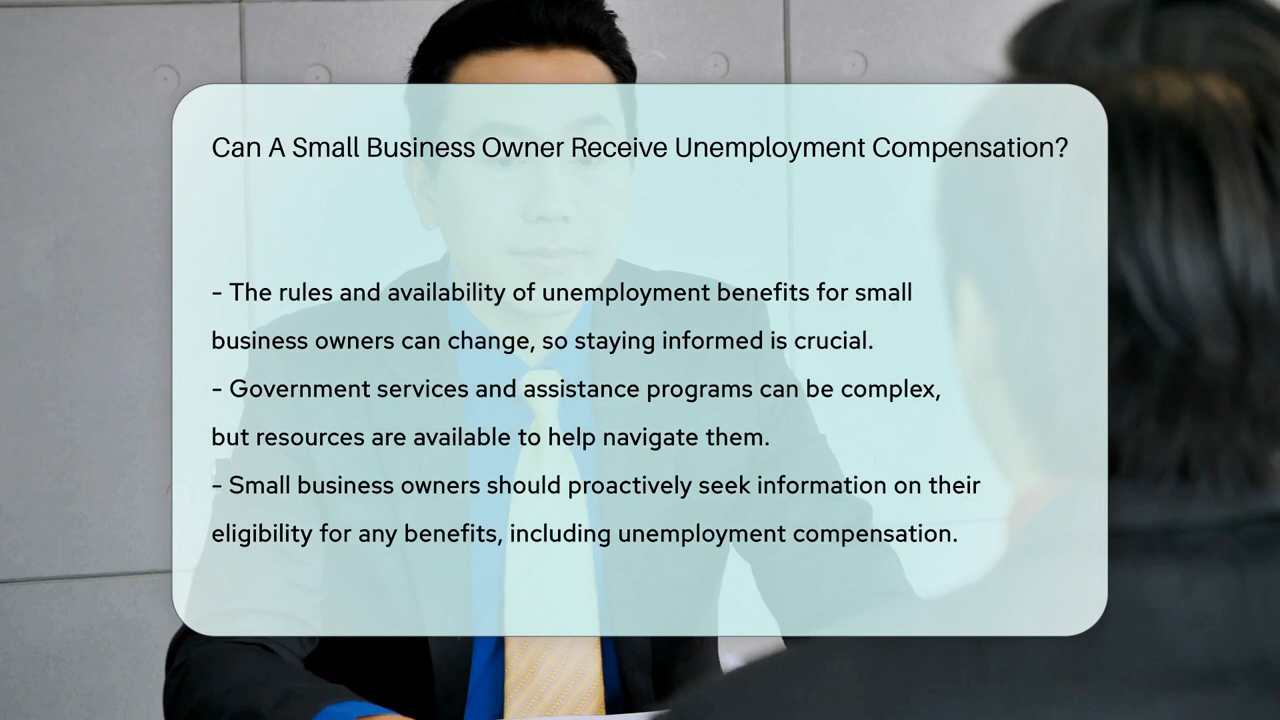 Can A Small Business Owner Receive Unemployment Compensation?
- The rules and availability of unemployment benefits for small
business owners can change, so staying informed is crucial.
- Government services and assistance programs can be complex,
but resources are available to help navigate them.
- Small business owners should proactively seek information on their
eligibility for any benefits, including unemployment compensation.